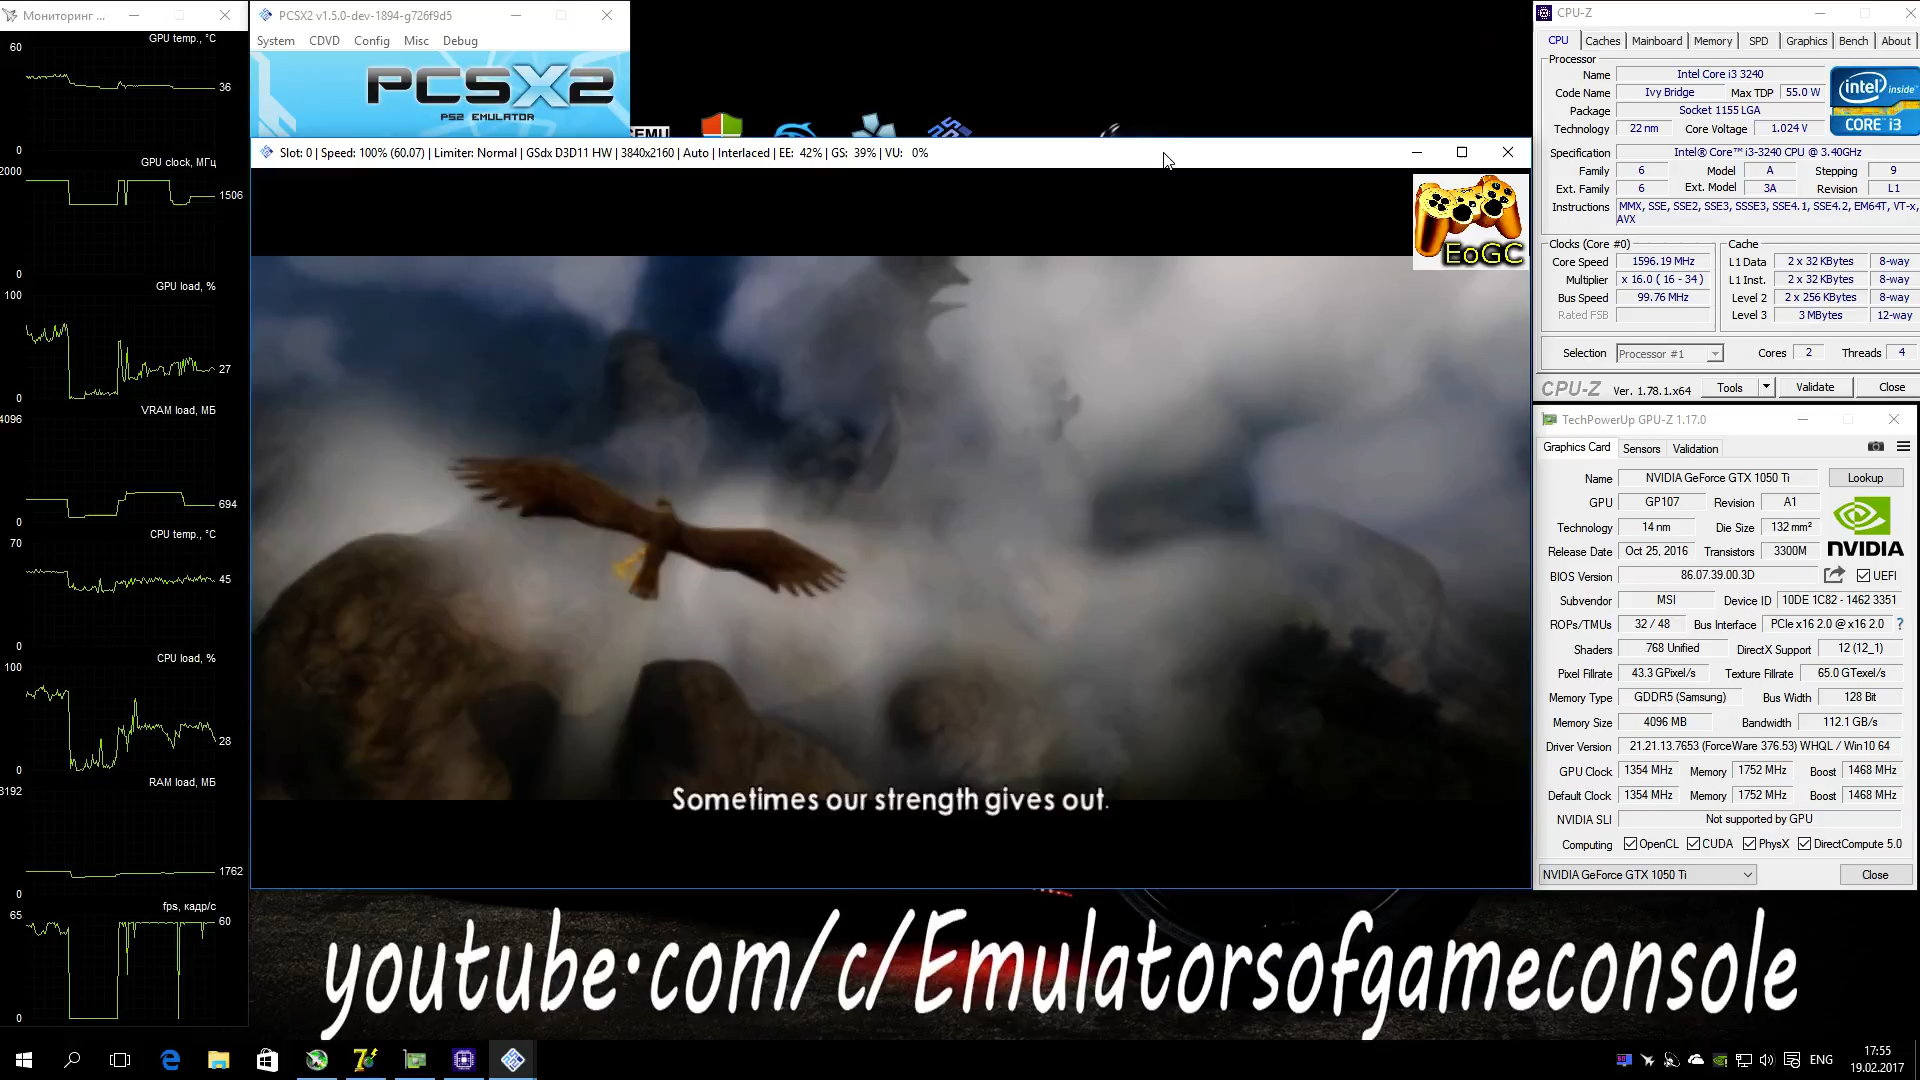 Мониторинг ...
GPU temp., °C
60
36
0
GPU clock, МГц
2000
1506
0
GPU load, %
100
27
0
VRAM load, МБ
4096
694
0
CPU temp., °C
70
45
0
CPU load, %
100
28
0
RAM load, МБ
8192
1762
0
fps, кадр/с
65
60
0
PCSX2 v1.5.0-dev-1894-g726f9d5
System CDVD Config Misc Debug
PCSX2
PS2 EMULATOR
CEMU
Slot: 0 | Speed: 100% (60.07) | Limiter: Normal | GSdx D3D11 HW | 3840x2160 | Auto | Interlaced | EE: 42% | GS: 39% | VU: 0%
EoGC
Sometimes our strength gives out.
youtube.com/c/Emulatorsofgameconsole
CPU-Z
CPU Caches Mainboard Memory SPD Graphics Bench About
Processor
Name Intel Core i3 3240
Code Name Ivy Bridge Max TDP 55.0 W
Package Socket 1155 LGA
Technology 22 nm Core Voltage 1.024 V
intel inside
CORE i3
Specification Intel® Core™ i3-3240 CPU @ 3.40GHz
Family 6 Model A Stepping 9
Ext. Family 6 Ext. Model 3A Revision L1
Instructions MMX, SSE, SSE2, SSE3, SSSE3, SSE4.1, SSE4.2, EM64T, VT-x,
AVX
Clocks (Core #0) Cache
Core Speed 1596.19 MHz L1 Data 2 x 32 KBytes 8-way
Multiplier x 16.0 ( 16 - 34 ) L1 Inst. 2 x 32 KBytes 8-way
Bus Speed 99.76 MHz Level 2 2 x 256 KBytes 8-way
Rated FSB Level 3 3 MBytes 12-way
Selection Processor #1 Cores 2 Threads 4
CPU-Z Ver. 1.78.1.x64 Tools Validate Close
TechPowerUp GPU-Z 1.17.0
Graphics Card Sensors Validation
Name NVIDIA GeForce GTX 1050 Ti Lookup
GPU GP107 Revision A1
Technology 14 nm Die Size 132 mm²
Release Date Oct 25, 2016 Transistors 3300M
NVIDIA
BIOS Version 86.07.39.00.3D UEFI
Subvendor MSI Device ID 10DE 1C82 - 1462 3351
ROPs/TMUs 32 / 48 Bus Interface PCIe x16 2.0 @ x16 2.0 ?
Shaders 768 Unified DirectX Support 12 (12_1)
Pixel Fillrate 43.3 GPixel/s Texture Fillrate 65.0 GTexel/s
Memory Type GDDR5 (Samsung) Bus Width 128 Bit
Memory Size 4096 MB Bandwidth 112.1 GB/s
Driver Version 21.21.13.7653 (ForceWare 376.53) WHQL / Win10 64
GPU Clock 1354 MHz Memory 1752 MHz Boost 1468 MHz
Default Clock 1354 MHz Memory 1752 MHz Boost 1468 MHz
NVIDIA SLI Not supported by GPU
Computing OpenCL CUDA PhysX DirectCompute 5.0
NVIDIA GeForce GTX 1050 Ti Close
ENG
17:55
19.02.2017